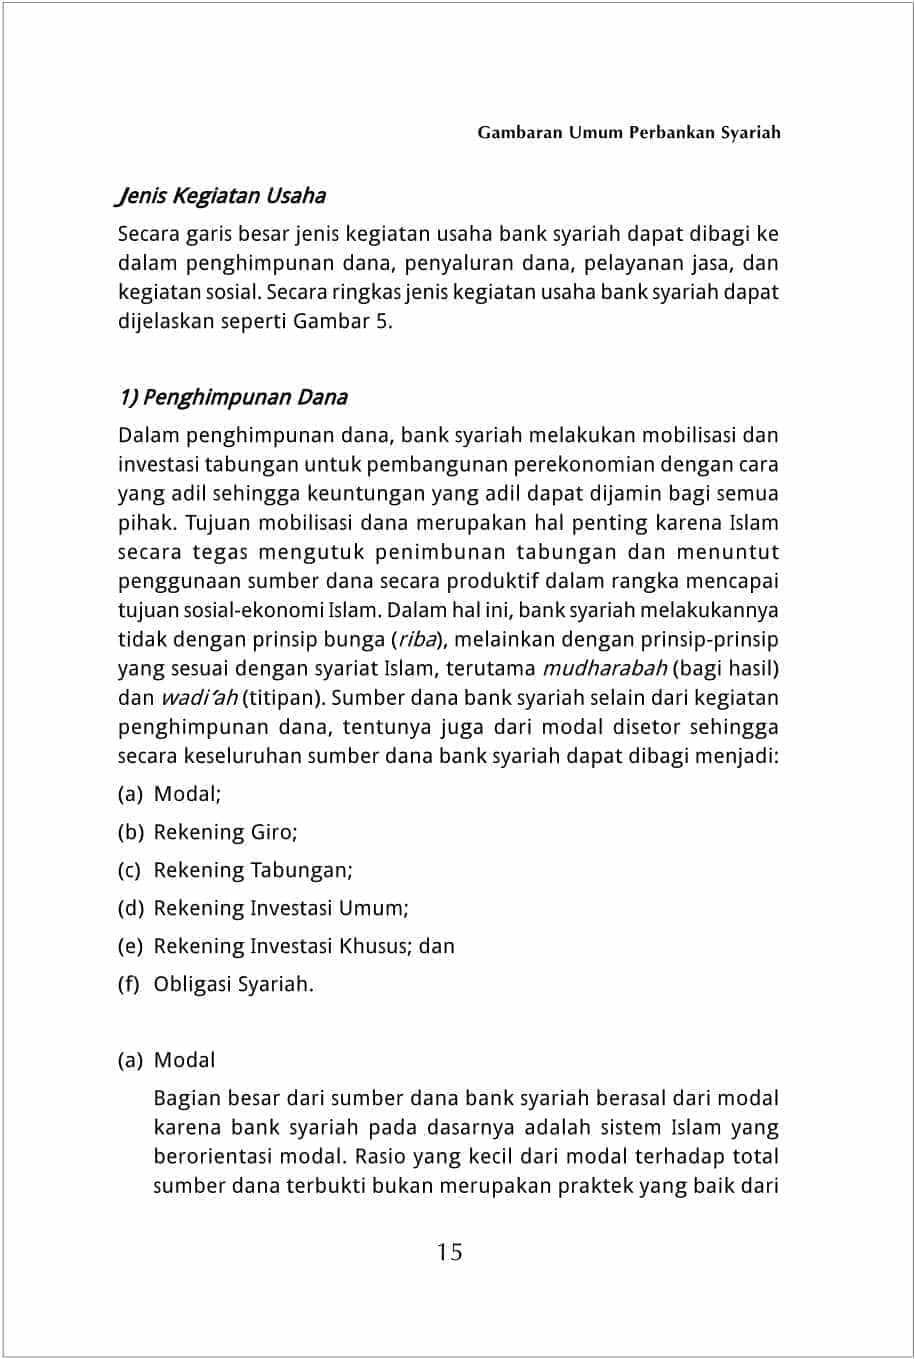 Gambaran Umum Perbankan Syariah
Jenis Kegiatan Usaha
Secara garis besar jenis kegiatan usaha bank syariah dapat dibagi ke
dalam penghimpunan dana, penyaluran dana, pelayanan jasa, dan
kegiatan sosial. Secara ringkas jenis kegiatan usaha bank syariah dapat
dijelaskan seperti Gambar 5.
1) Penghimpunan Dana
Dalam penghimpunan dana, bank syariah melakukan mobilisasi dan
investasi tabungan untuk pembangunan perekonomian dengan cara
yang adil sehingga keuntungan yang adil dapat dijamin bagi semua
pihak. Tujuan mobilisasi dana merupakan hal penting karena Islam
secara tegas mengutuk penimbunan tabungan dan menuntut
penggunaan sumber dana secara produktif dalam rangka mencapai
tujuan sosial-ekonomi Islam. Dalam hal ini, bank syariah melakukannya
tidak dengan prinsip bunga (riba), melainkan dengan prinsip-prinsip
yang sesuai dengan syariat Islam, terutama mudharabah (bagi hasil)
dan wadi’ah (titipan). Sumber dana bank syariah selain dari kegiatan
penghimpunan dana, tentunya juga dari modal disetor sehingga
secara keseluruhan sumber dana bank syariah dapat dibagi menjadi:
(a) Modal;
(b) Rekening Giro;
(c) Rekening Tabungan;
(d) Rekening Investasi Umum;
(e) Rekening Investasi Khusus; dan
(f) Obligasi Syariah.
(a) Modal
Bagian besar dari sumber dana bank syariah berasal dari modal
karena bank syariah pada dasarnya adalah sistem Islam yang
berorientasi modal. Rasio yang kecil dari modal terhadap total
sumber dana terbukti bukan merupakan praktek yang baik dari
15